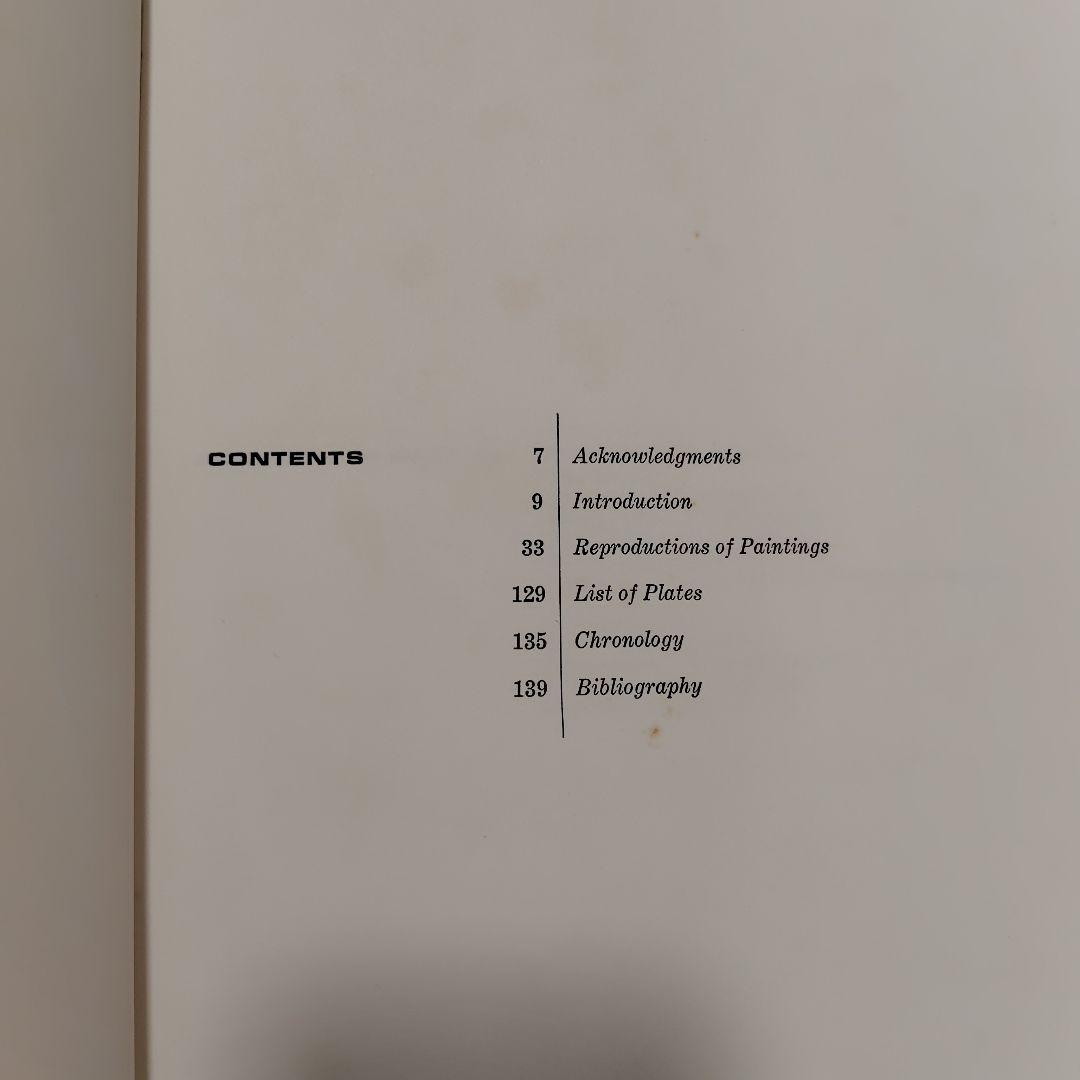 CONTENTS
7 Acknowledgments
9 Introduction
33 Reproductions of Paintings
129 List of Plates
135 Chronology
139 Bibliography